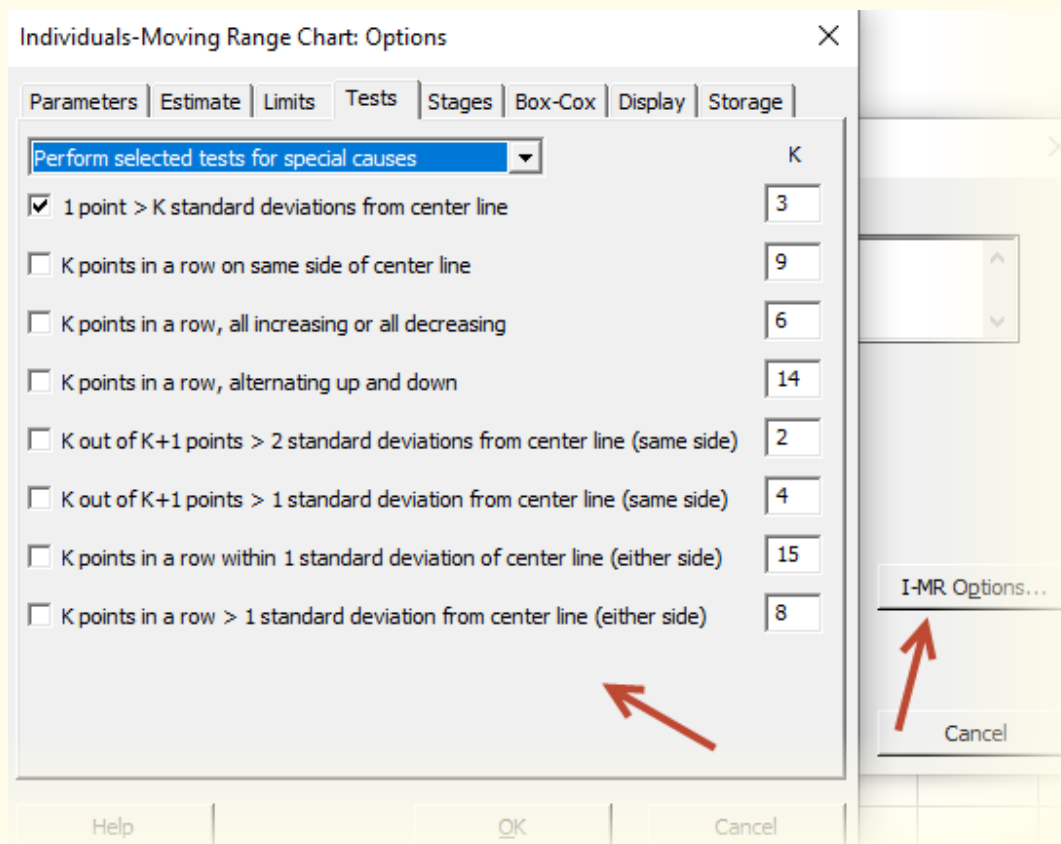 Individuals-Moving Range Chart: Options
Parameters Estimate Limits Tests Stages Box-Cox Display Storage
Perform selected tests for special causes K
1 point > K standard deviations from center line 3
K points in a row on same side of center line 9
K points in a row, all increasing or all decreasing 6
K points in a row, alternating up and down 14
K out of K+1 points > 2 standard deviations from center line (same side) 2
K out of K+1 points > 1 standard deviation from center line (same side) 4
K points in a row within 1 standard deviation of center line (either side) 15
K points in a row > 1 standard deviation from center line (either side) 8
I-MR Options...
Cancel
Help OK Cancel